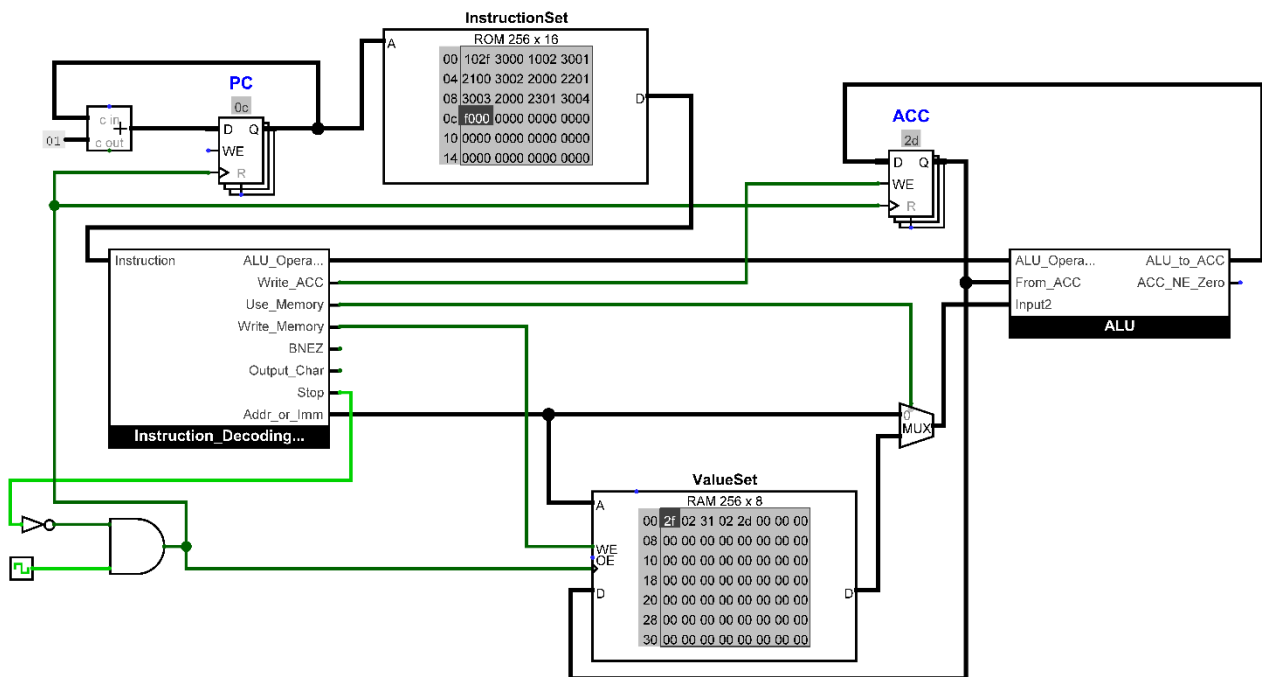 InstructionSet
ROM 256 x 16
A
00 102f 3000 1002 3001
04 2100 3002 2000 2201
08 3003 2000 2301 3004
0c f000 0000 0000 0000
10 0000 0000 0000 0000
14 0000 0000 0000 0000
D
PC
0c
c in
+
c out
01
D Q
WE
R
ACC
2d
D Q
WE
R
Instruction
ALU_Opera...
Write_ACC
Use_Memory
Write_Memory
BNEZ
Output_Char
Stop
Addr_or_Imm
Instruction_Decoding...
ALU_Opera... ALU_to_ACC
From_ACC ACC_NE_Zero
Input2
ALU
0
MUX
ValueSet
RAM 256 x 8
A
WE
OE
D
00 2f 02 31 02 2d 00 00 00
08 00 00 00 00 00 00 00 00
10 00 00 00 00 00 00 00 00
18 00 00 00 00 00 00 00 00
20 00 00 00 00 00 00 00 00
28 00 00 00 00 00 00 00 00
30 00 00 00 00 00 00 00 00
D